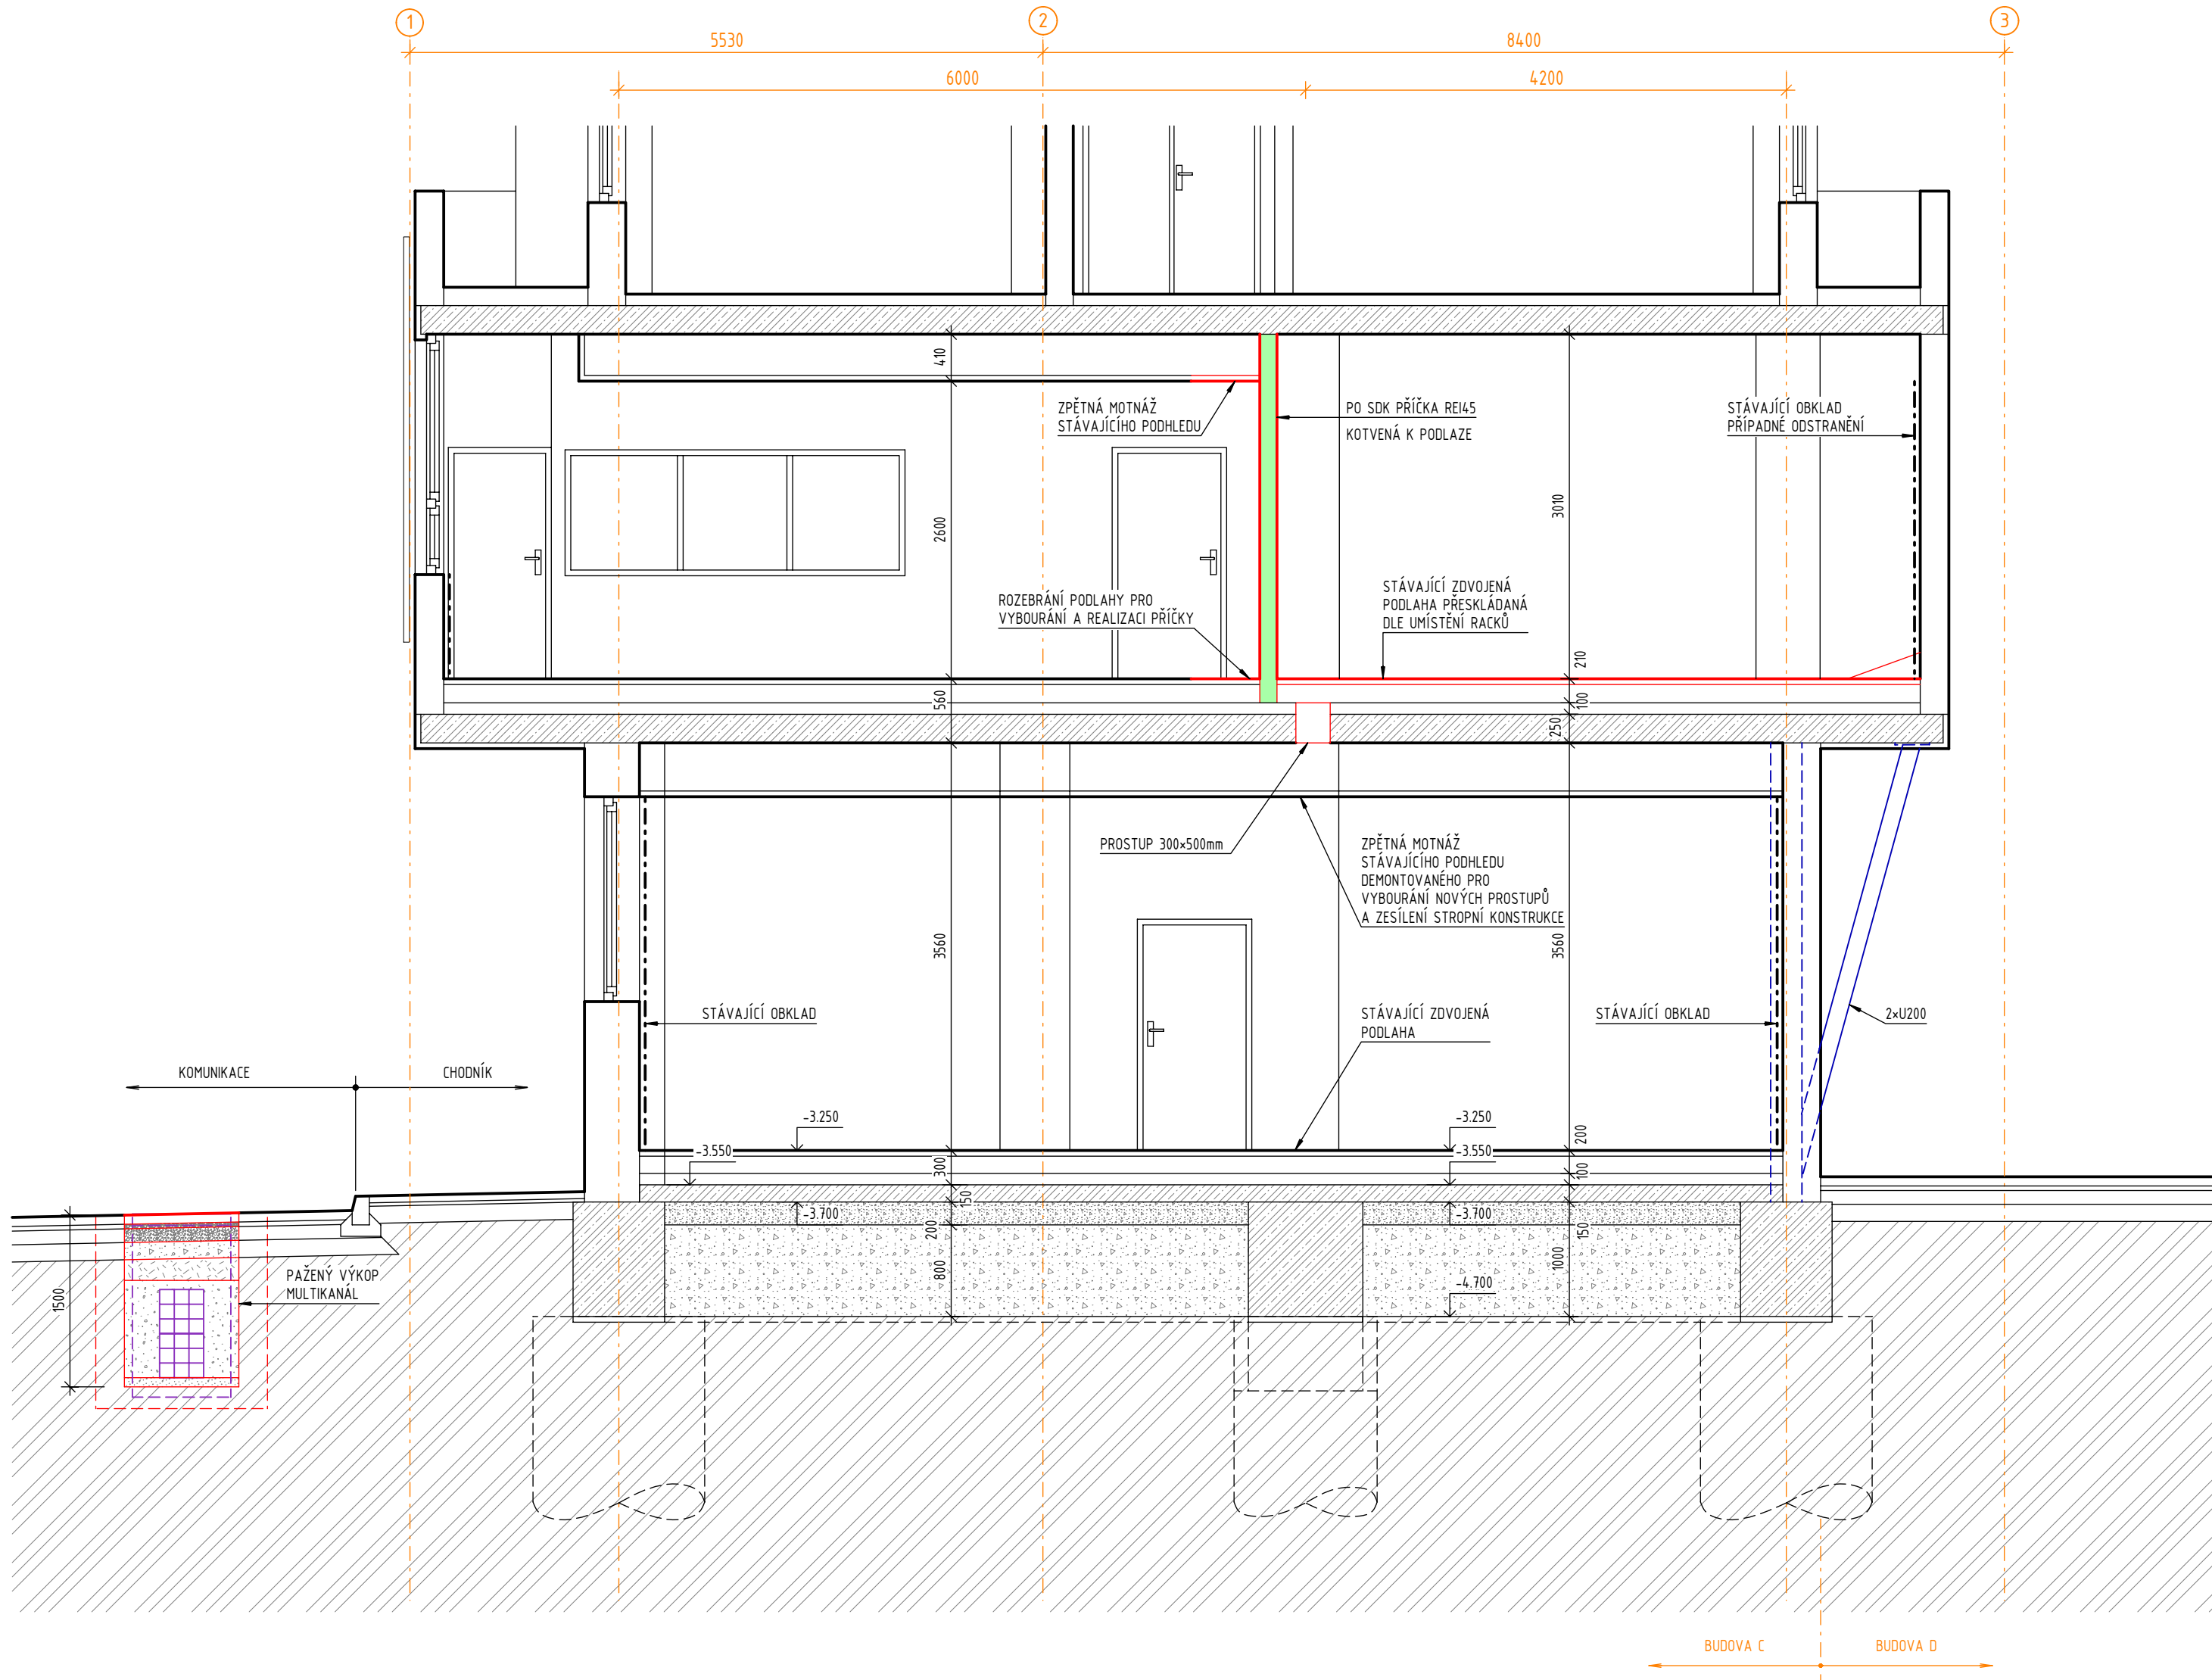 1
2
3
5530
8400
6000
4200
410
ZPĚTNÁ MOTNÁŽ
STÁVAJÍCÍHO PODHLEDU
PO SDK PŘÍČKA REI45
KOTVENÁ K PODLAZE
STÁVAJÍCÍ OBKLAD
PŘÍPADNÉ ODSTRANĚNÍ
2600
3010
ROZEBRÁNÍ PODLAHY PRO
VYBOURÁNÍ A REALIZACI PŘÍČKY
STÁVAJÍCÍ ZDVOJENÁ
PODLAHA PŘESKLÁDANÁ
DLE UMÍSTĚNÍ RACKŮ
210
560
100
250
PROSTUP 300×500mm
ZPĚTNÁ MOTNÁŽ
STÁVAJÍCÍHO PODHLEDU
DEMONTOVANÉHO PRO
VYBOURÁNÍ NOVÝCH PROSTUPŮ
A ZESÍLENÍ STROPNÍ KONSTRUKCE
3560
3560
STÁVAJÍCÍ OBKLAD
STÁVAJÍCÍ ZDVOJENÁ
PODLAHA
STÁVAJÍCÍ OBKLAD
2×U200
KOMUNIKACE
CHODNÍK
-3.250
-3.250
-3.550
-3.550
200
300
100
150
-3.700
-3.700
200
150
800
1000
-4.700
PAŽENÝ VÝKOP
MULTIKANÁL
1500
BUDOVA C
BUDOVA D